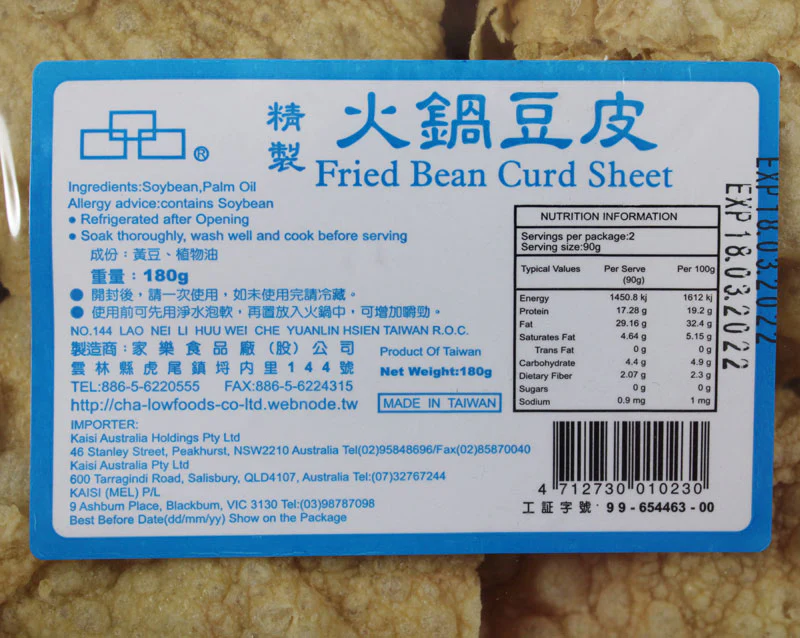 ®
精製
火鍋豆皮
Fried Bean Curd Sheet
Ingredients:Soybean,Palm Oil
Allergy advice:contains Soybean
● Refrigerated after Opening
● Soak thoroughly, wash well and cook before serving
成份：黃豆、植物油
重量：180g
● 開封後，請一次使用，如未使用完請冷藏。
● 使用前可先用淨水泡軟，再置放入火鍋中，可增加嚼勁。
NO.144 LAO NEI LI HUU WEI CHE YUANLIN HSIEN TAIWAN R.O.C.
製造商：家樂食品廠（股）公司
Product Of Taiwan
雲林縣虎尾鎮埒內里144號
Net Weight:180g
TEL:886-5-6220555 FAX:886-5-6224315
http://cha-lowfoods-co-ltd.webnode.tw
MADE IN TAIWAN
IMPORTER:
Kaisi Australia Holdings Pty Ltd
46 Stanley Street, Peakhurst, NSW2210 Australia Tel(02)95848696/Fax(02)85870040
Kaisi Australia Pty Ltd
600 Tarragindi Road, Salisbury, QLD4107, Australia Tel:(07)32767244
KAISI (MEL) P/L
9 Ashbum Place, Blackbum, VIC 3130 Tel:(03)98787098
Best Before Date(dd/mm/yy) Show on the Package
NUTRITION INFORMATION
Servings per package:2
Serving size:90g
Typical Values Per Serve (90g) Per 100g
Energy 1450.8 kj 1612 kj
Protein 17.28 g 19.2 g
Fat 29.16 g 32.4 g
Saturates Fat 4.64 g 5.15 g
Trans Fat 0 g 0 g
Carbohydrate 4.4 g 4.9 g
Dietary Fiber 2.07 g 2.3 g
Sugars 0 g 0 g
Sodium 0.9 mg 1 mg
EXP 18.03.2022
EXP 18.03.2022
4 712730 010230
工証字號：99-654463-00